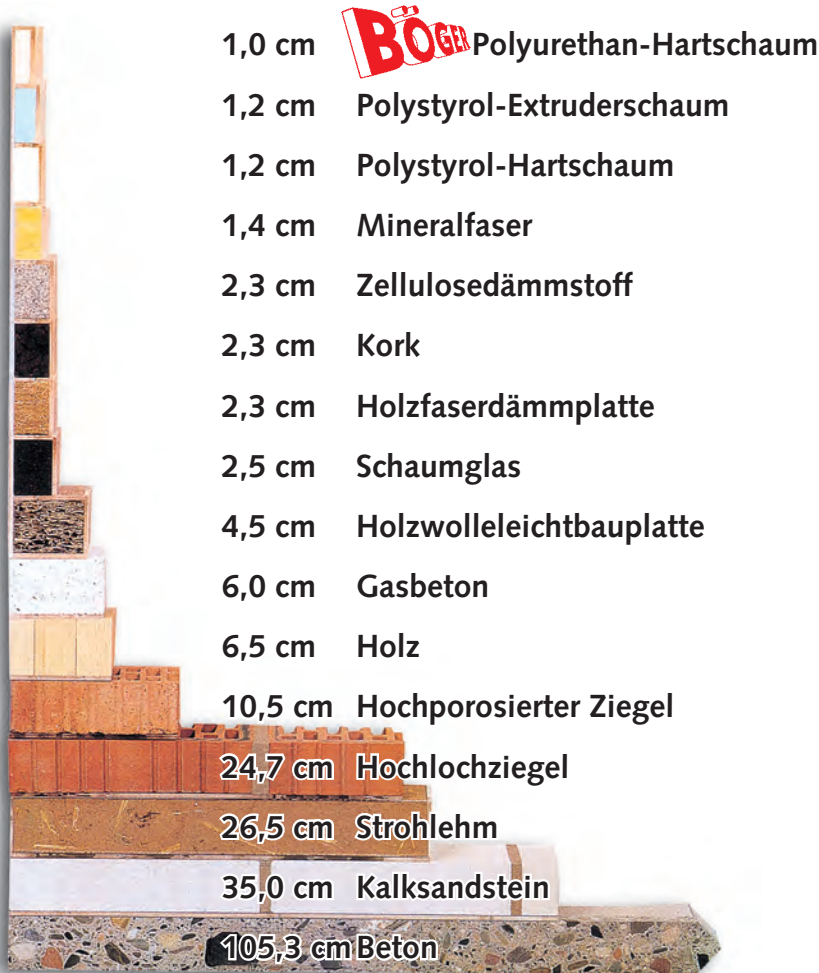 1,0 cm BÖGER Polyurethan-Hartschaum
1,2 cm Polystyrol-Extruderschaum
1,2 cm Polystyrol-Hartschaum
1,4 cm Mineralfaser
2,3 cm Zellulosedämmstoff
2,3 cm Kork
2,3 cm Holzfaserdämmplatte
2,5 cm Schaumglas
4,5 cm Holzwolleleichtbauplatte
6,0 cm Gasbeton
6,5 cm Holz
10,5 cm Hochporosierter Ziegel
24,7 cm Hochlochziegel
26,5 cm Strohlehm
35,0 cm Kalksandstein
105,3 cm Beton